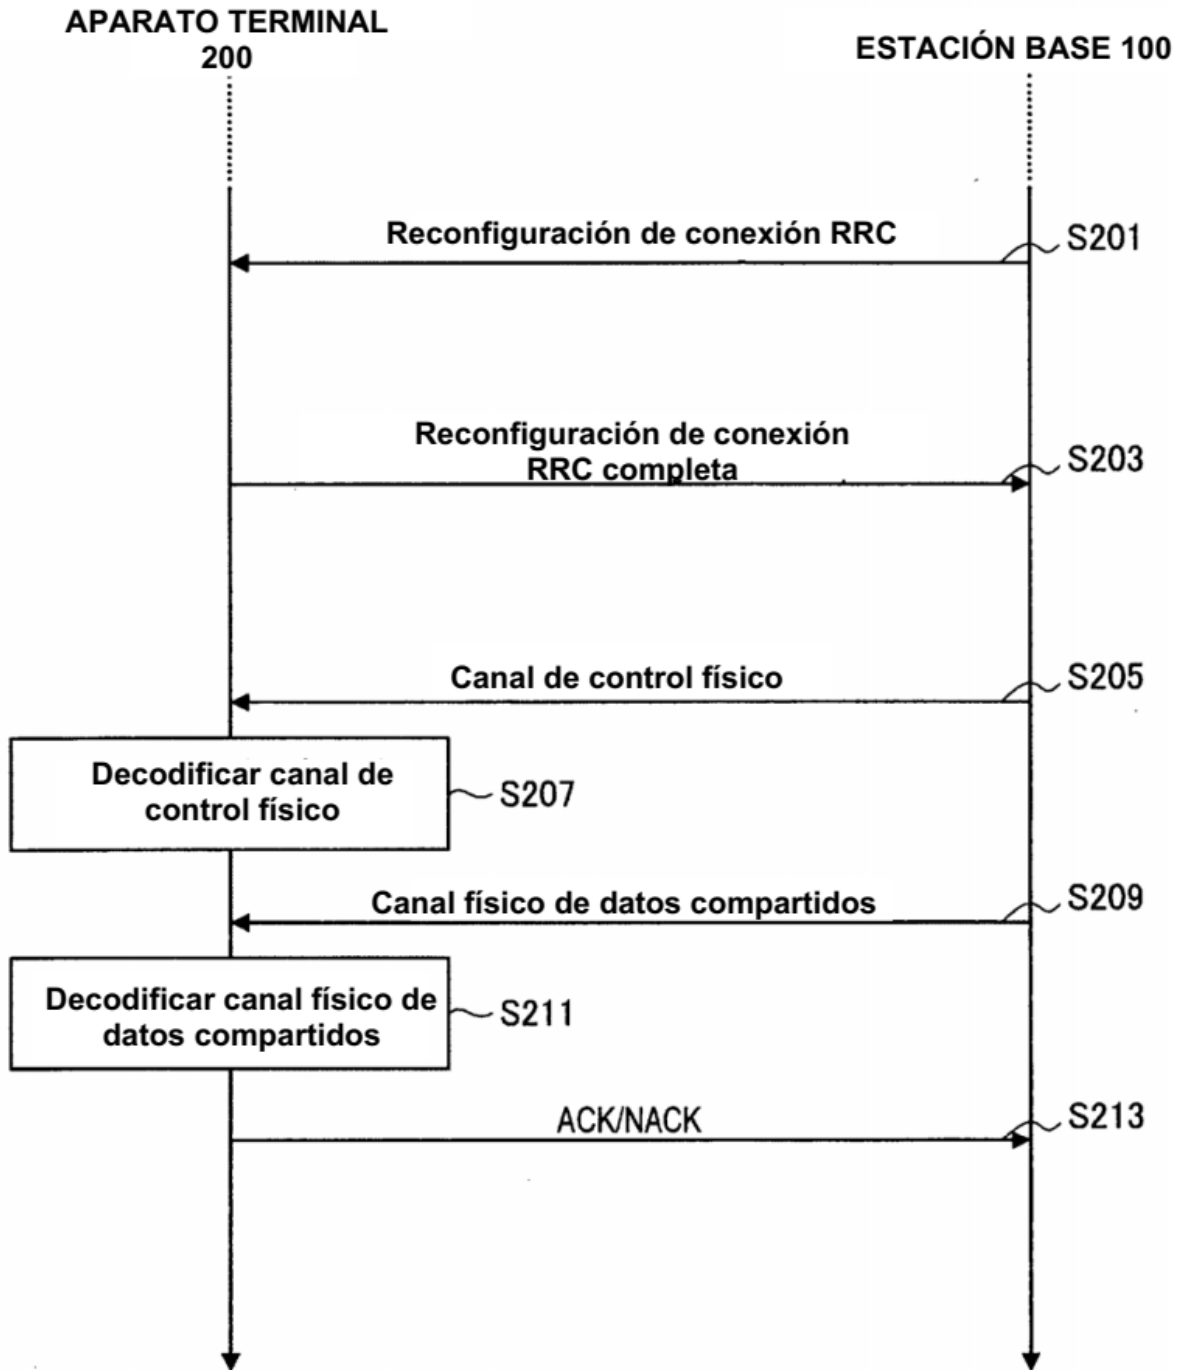 APARATO TERMINAL
200
ESTACIÓN BASE 100
Reconfiguración de conexión RRC
S201
Reconfiguración de conexión
RRC completa
S203
Canal de control físico
S205
Decodificar canal de
control físico
S207
Canal físico de datos compartidos
S209
Decodificar canal físico de
datos compartidos
S211
ACK/NACK
S213